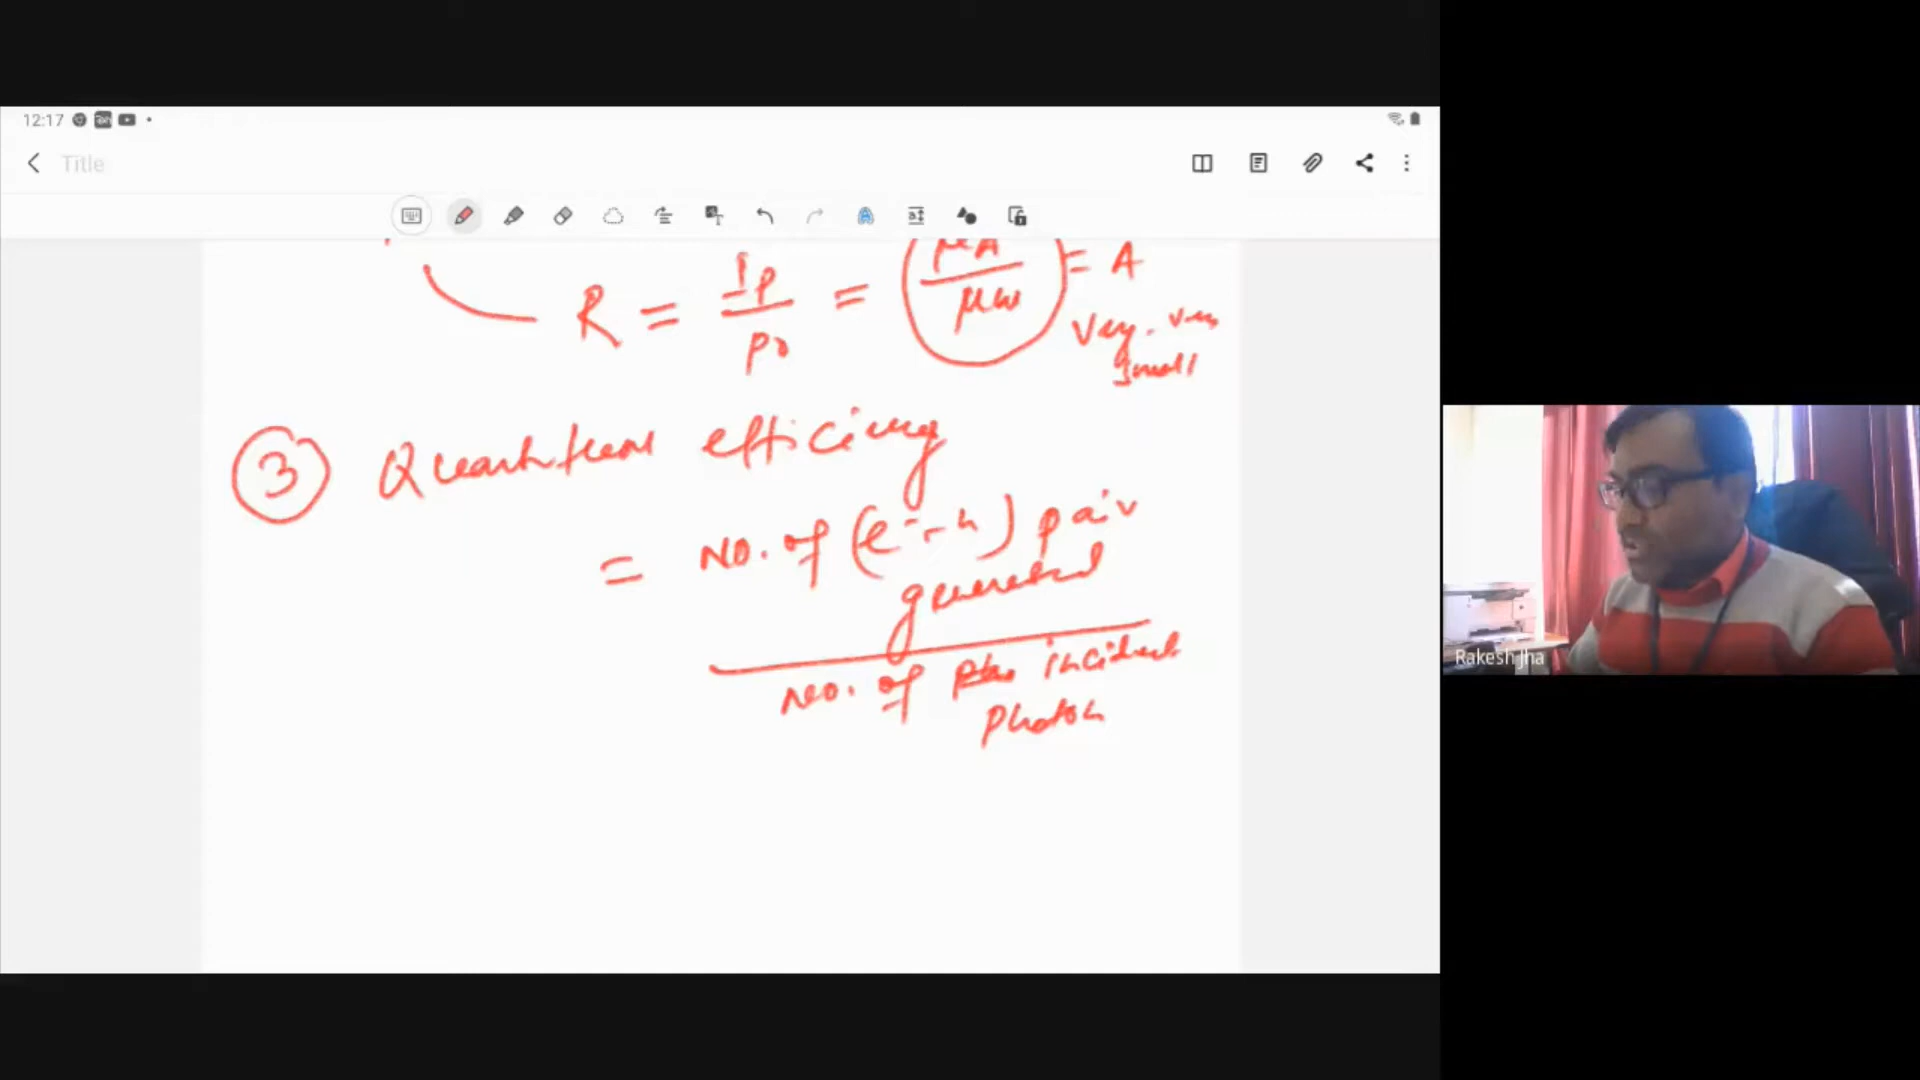 12:17
Title
R = Ip / Po = μA / μW = A
Very. Very
small
3 Quantum efficiency
= No. of (e⁻-h) pair
generated
No. of incident
photon
Rakesh Jha